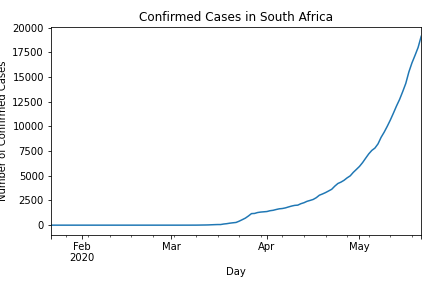 Confirmed Cases in South Africa
Number of Confirmed Cases
20000
17500
15000
12500
10000
7500
5000
2500
0
Feb
2020
Mar
Apr
May
Day